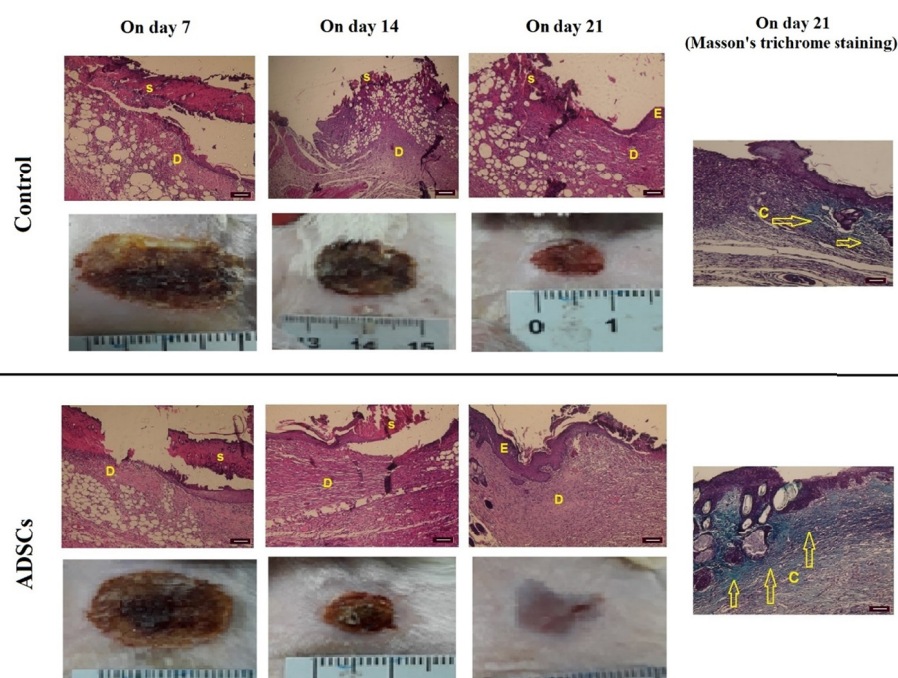 On day 7
On day 14
On day 21
On day 21
(Masson's trichrome staining)
Control
S
D
S
D
S
E
D
C
13 14 15
0 1
ADSCs
D
S
S
D
E
D
C